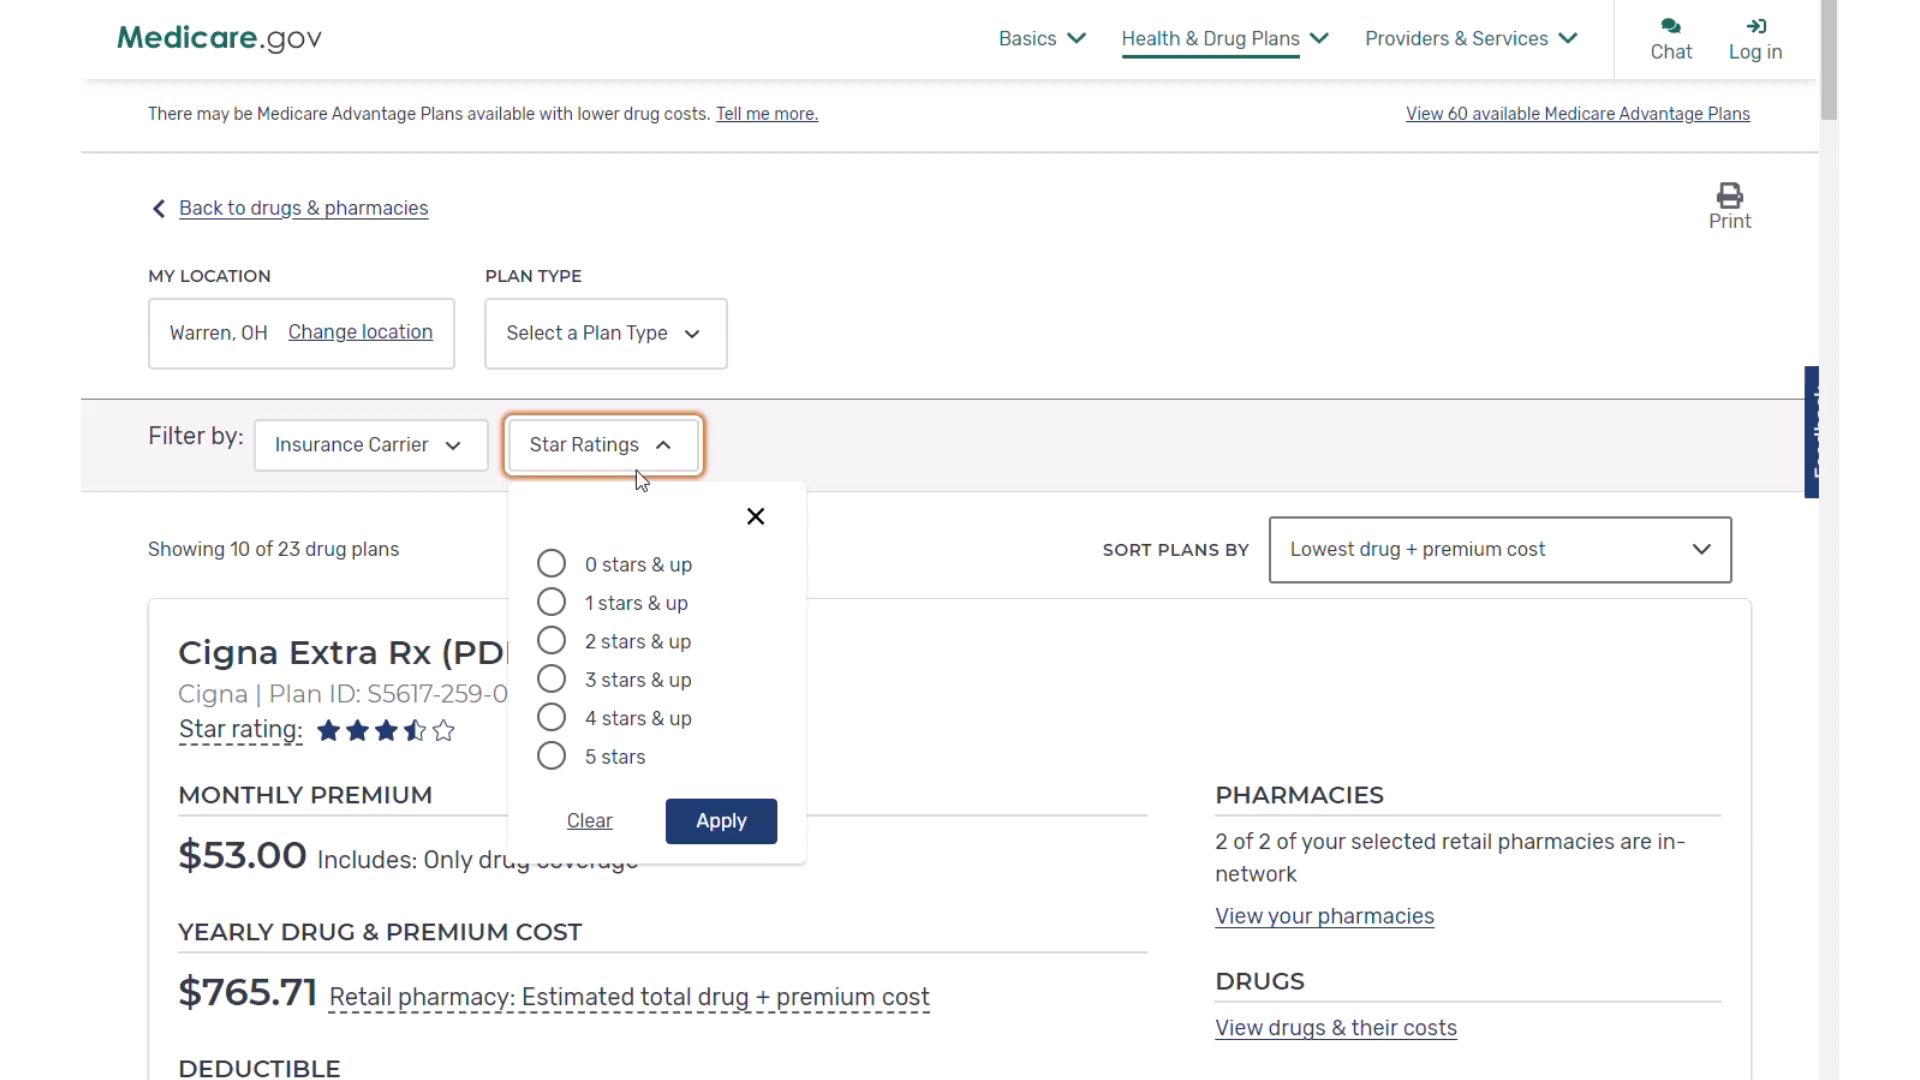 Medicare.gov
Basics
Health & Drug Plans
Providers & Services
Chat
Log in
There may be Medicare Advantage Plans available with lower drug costs. Tell me more.
View 60 available Medicare Advantage Plans
Back to drugs & pharmacies
Print
MY LOCATION
PLAN TYPE
Warren, OH Change location
Select a Plan Type
Filter by:
Insurance Carrier
Star Ratings
Showing 10 of 23 drug plans
SORT PLANS BY
Lowest drug + premium cost
0 stars & up
1 stars & up
2 stars & up
3 stars & up
4 stars & up
5 stars
Clear
Apply
Cigna Extra Rx
Cigna | Plan ID: S5617-259-0
Star rating:
MONTHLY PREMIUM
$53.00 Includes: Only drug coverage
YEARLY DRUG & PREMIUM COST
$765.71 Retail pharmacy: Estimated total drug + premium cost
DEDUCTIBLE
PHARMACIES
2 of 2 of your selected retail pharmacies are in-
network
View your pharmacies
DRUGS
View drugs & their costs